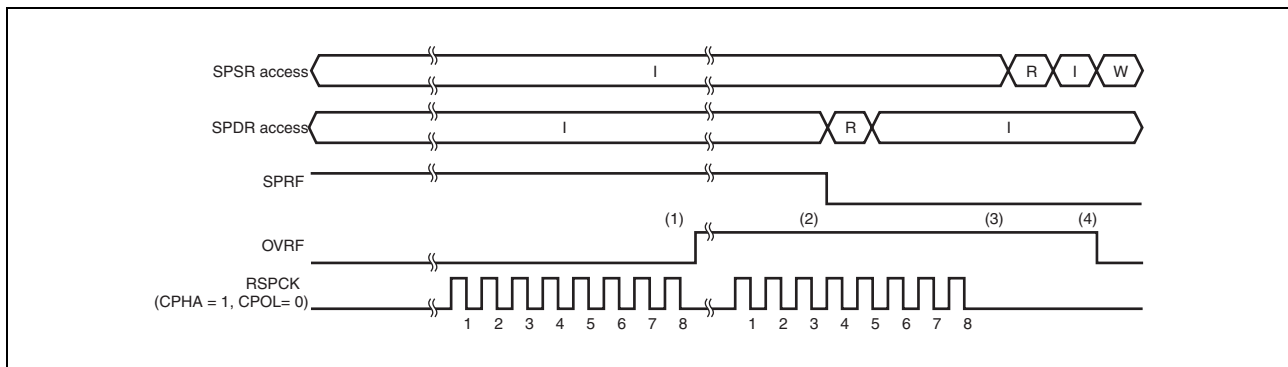 SPSR access
I
R
I
W
SPDR access
I
R
I
SPRF
(1)
(2)
(3)
(4)
OVRF
RSPCK
(CPHA = 1, CPOL= 0)
1 2 3 4 5 6 7 8 1 2 3 4 5 6 7 8